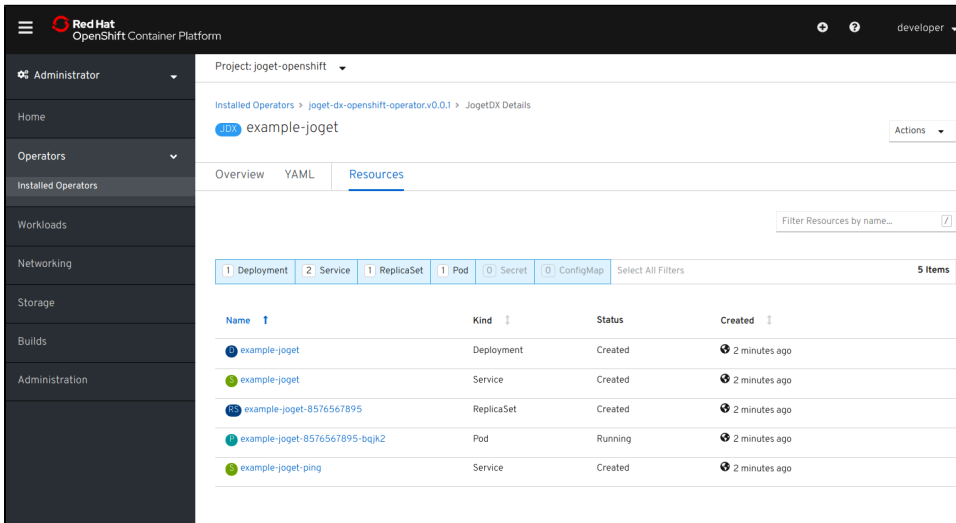 Red Hat
OpenShift Container Platform
developer
Administrator
Project: joget-openshift
Home
Installed Operators > joget-dx-openshift-operator.v0.0.1 > JogetDX Details
JDX example-joget
Actions
Operators
Installed Operators
Overview YAML Resources
Workloads
Filter Resources by name... /
Networking
1 Deployment 2 Service 1 ReplicaSet 1 Pod 0 Secret 0 ConfigMap Select All Filters 5 Items
Storage
Name Kind Status Created
Builds
D example-joget Deployment Created 2 minutes ago
Administration
S example-joget Service Created 2 minutes ago
RS example-joget-8576567895 ReplicaSet Created 2 minutes ago
P example-joget-8576567895-bqjk2 Pod Running 2 minutes ago
S example-joget-ping Service Created 2 minutes ago